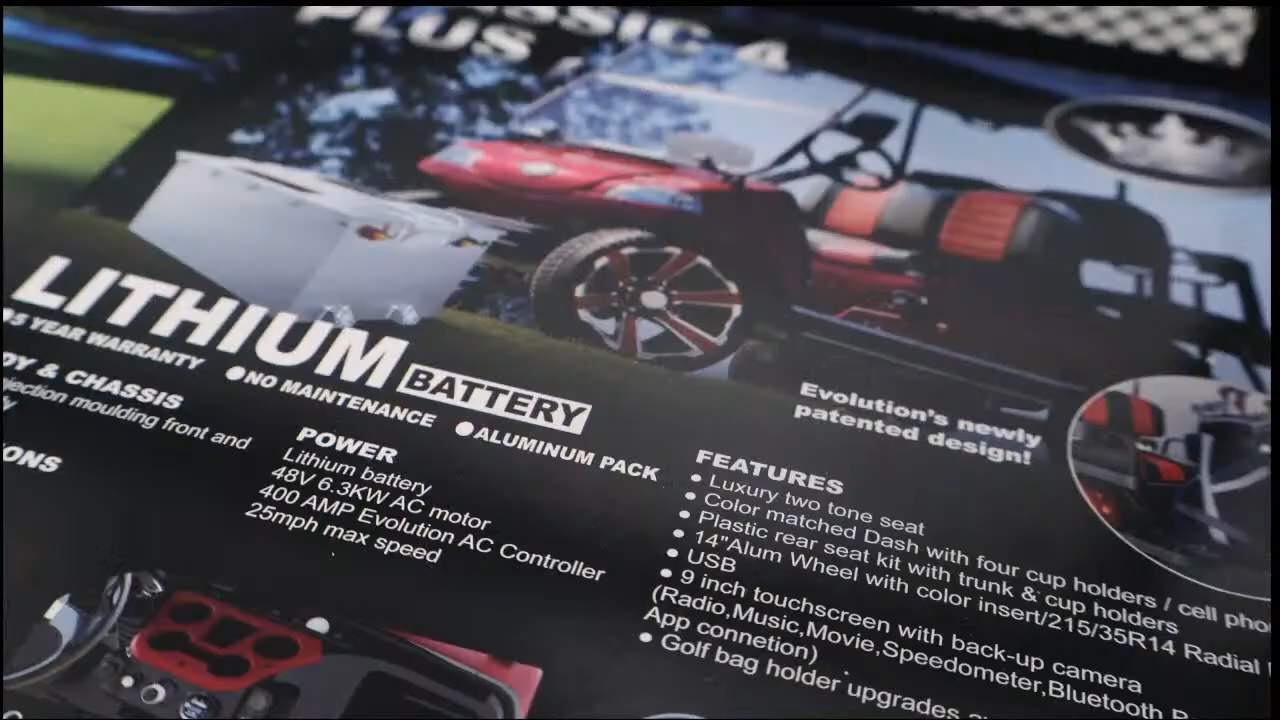 PLUS
LITHIUM BATTERY
5 YEAR WARRANTY
NO MAINTENANCE
ALUMINUM PACK
& CHASSIS
moulding front and
POWER
Lithium battery
48V 6.3KW AC motor
400 AMP Evolution AC Controller
25mph max speed
Evolution's newly
patented design!
FEATURES
• Luxury two tone seat
• Color matched Dash with four cup holders / cell
• Plastic rear seat kit with trunk & cup holders
• 14"Alum Wheel with color insert/215/35R14 Radial
• USB
• 9 inch touchscreen with back-up camera
(Radio,Music,Movie,Speedometer,Bluetooth
App connetion)
• Golf bag holder upgrades